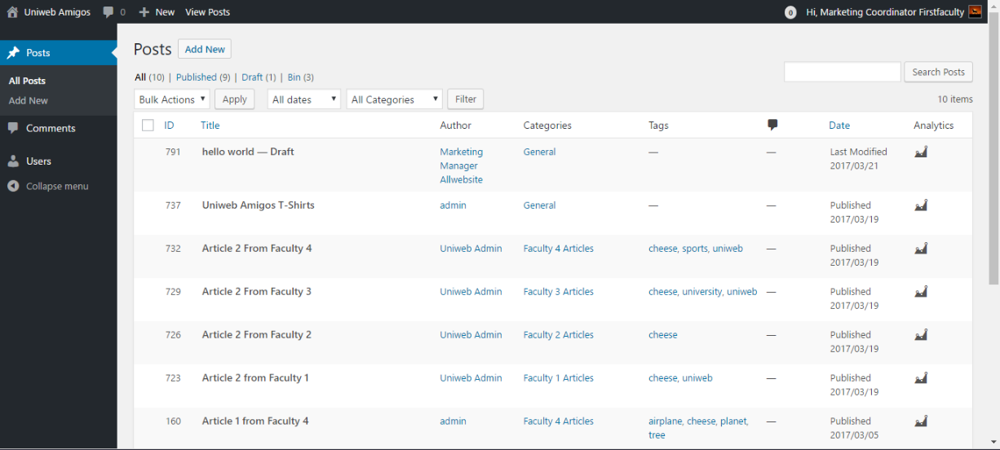 Uniweb Amigos 0 New View Posts 0 Hi, Marketing Coordinator Firstfaculty
Posts
All Posts
Add New
Comments
Users
Collapse menu
Posts Add New
All (10) | Published (9) | Draft (1) | Bin (3)
Search Posts
Bulk Actions Apply All dates All Categories Filter
10 items
ID Title Author Categories Tags Date Analytics
791 hello world — Draft Marketing General — — Last Modified
Manager 2017/03/21
Allwebsite
737 Uniweb Amigos T-Shirts admin General — — Published
2017/03/19
732 Article 2 From Faculty 4 Uniweb Admin Faculty 4 Articles cheese, sports, uniweb — Published
2017/03/19
729 Article 2 From Faculty 3 Uniweb Admin Faculty 3 Articles cheese, university, uniweb — Published
2017/03/19
726 Article 2 From Faculty 2 Uniweb Admin Faculty 2 Articles cheese — Published
2017/03/19
723 Article 2 from Faculty 1 Uniweb Admin Faculty 1 Articles cheese, uniweb — Published
2017/03/19
160 Article 1 from Faculty 4 admin Faculty 4 Articles airplane, cheese, planet, — Published
tree 2017/03/05